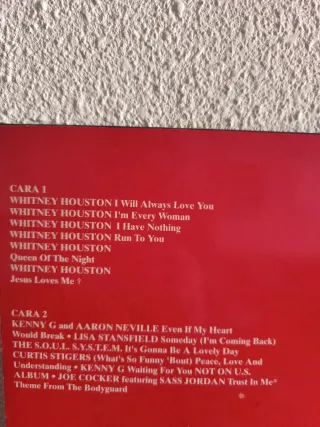 CARA 1
WHITNEY HOUSTON I Will Always Love You
WHITNEY HOUSTON I'm Every Woman
WHITNEY HOUSTON I Have Nothing
WHITNEY HOUSTON Run To You
WHITNEY HOUSTON
Queen Of The Night
WHITNEY HOUSTON
Jesus Loves Me †
CARA 2
KENNY G and AARON NEVILLE Even If My Heart
Would Break • LISA STANSFIELD Someday (I'm Coming Back)
THE S.O.U.L. S.Y.S.T.E.M. It's Gonna Be A Lovely Day
CURTIS STIGERS (What's So Funny 'Bout) Peace, Love And
Understanding • KENNY G Waiting For You NOT ON U.S.
ALBUM • JOE COCKER featuring SASS JORDAN Trust In Me*
Theme From The Bodyguard